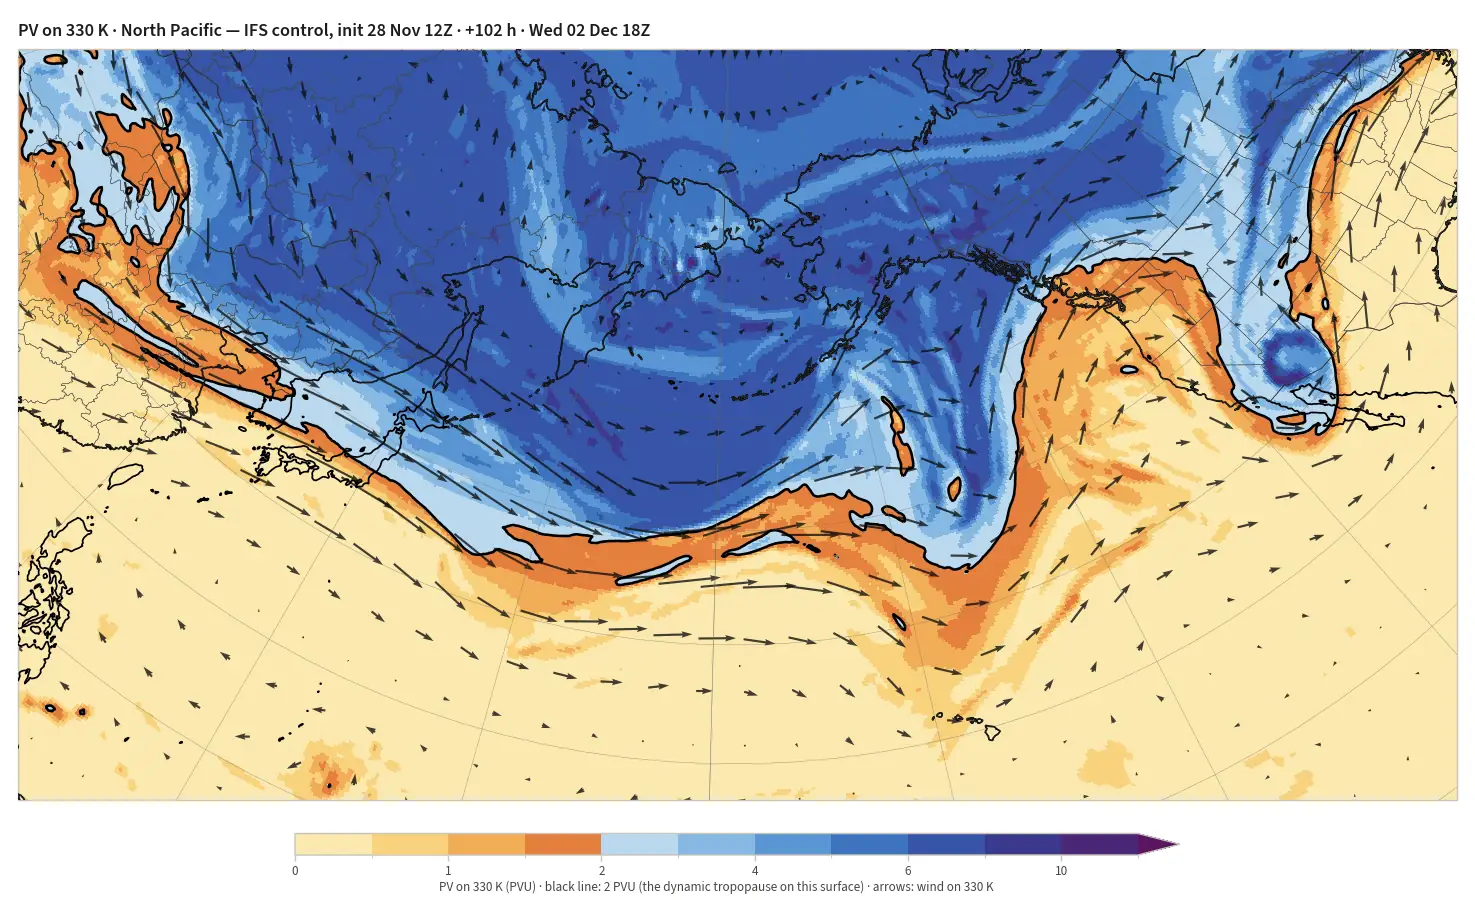 PV on 330 K · North Pacific — IFS control, init 28 Nov 12Z · +102 h · Wed 02 Dec 18Z
0 1 2 4 6 10
PV on 330 K (PVU) · black line: 2 PVU (the dynamic tropopause on this surface) · arrows: wind on 330 K